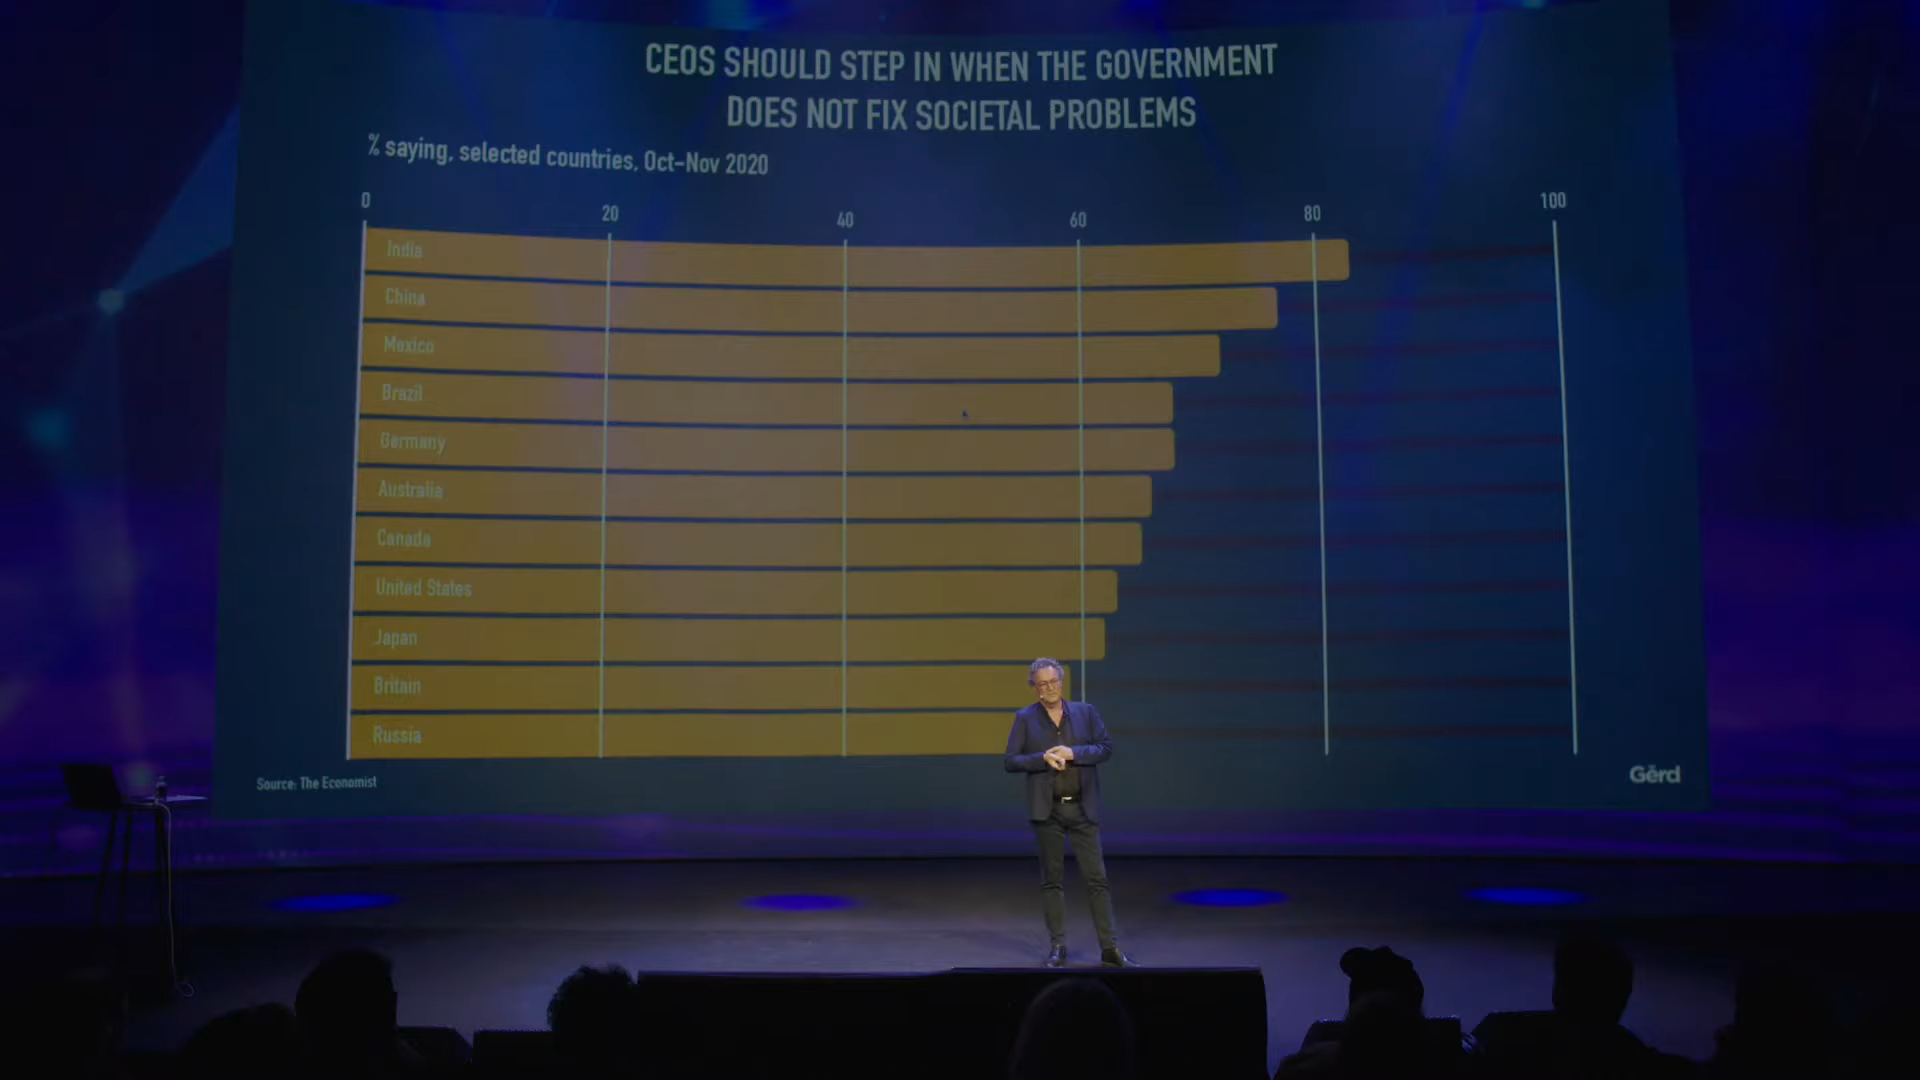 CEOS SHOULD STEP IN WHEN THE GOVERNMENT
DOES NOT FIX SOCIETAL PROBLEMS
% saying, selected countries, Oct–Nov 2020
0 20 40 60 80 100
India
China
Mexico
Brazil
Germany
Australia
Canada
United States
Japan
Britain
Russia
Source: The Economist
Gerd